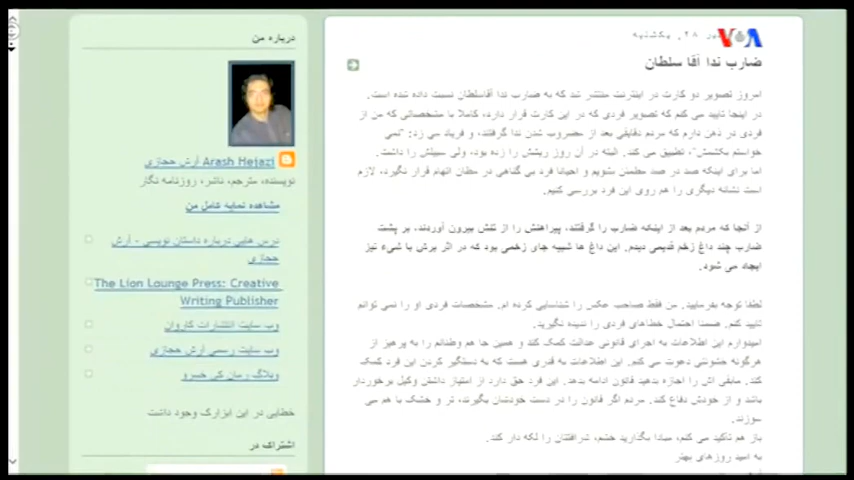 VOA
۲۸, یکشنبه
ضارب ندا آقا سلطان
امروز تصویر دو کارت در اینترنت منتشر شد که به ضارب ندا آقاسلطان نسبت داده شده است.
در اینجا تایید می کنم که تصویر فردی که در این کارت قرار دارد، کاملا با مشخصاتی که من از
فردی در ذهن دارم که مردم دقایقی بعد از مضروب شدن ندا گرفتند، و فریاد می زد: "نمی
خواستم بکشمش"، تطبیق می کند. البته در آن روز ریشش را زده بود، ولی سبیلش را داشت.
اما برای اینکه صد در صد مطمئن بشویم و احیانا فرد بی گناهی در مظان اتهام قرار نگیرد، لازم
است نشانه دیگری را هم روی این فرد بررسی کنیم.
از آنجا که مردم بعد از اینکه ضارب را گرفتند، پیراهنش را از تنش بیرون آوردند، بر پشت
ضارب چند داغ زخم قدیمی دیدم. این داغ ها شبیه جای زخمی بود که در اثر برش با شیء تیز
ایجاد می شود.
لطفا توجه بفرمایید. من فقط صاحب عکس را شناسایی کرده ام. مشخصات فردی او را نمی توانم
تایید کنم. ضمنا احتمال خطاهای فردی را ندیده نگیرید.
امیدوارم این اطلاعات به اجرای قانونی عدالت کمک کند و همین جا هم وطنانم را به پرهیز از
هرگونه خشونتی دعوت می کنم. این اطلاعات به قدری هست که به دستگیر کردن این فرد کمک
کند. مابقی اش را اجازه بدهید قانون ادامه بدهد. این فرد حق دارد از امتیاز داشتن وکیل برخوردار
باشد و از خودش دفاع کند. مردم اگر قانون را در دست خودشان بگیرند، تر و خشک با هم می
سوزند.
باز هم تاکید می کنم، مبادا بگذارید خشم، شرافتتان را لکه دار کند.
به امید روزهای بهتر
درباره من
Arash Hejazi آرش حجازی
نویسنده، مترجم، ناشر، روزنامه نگار
مشاهده نمایه کامل من
درس هایی درباره داستان نویسی - آرش
حجازی
The Lion Lounge Press: Creative
Writing Publisher
وب سایت انتشارات کاروان
وب سایت رسمی آرش حجازی
وبلاگ رمان کی خسرو
خطایی در این ابزارک وجود داشت
اشتراک در